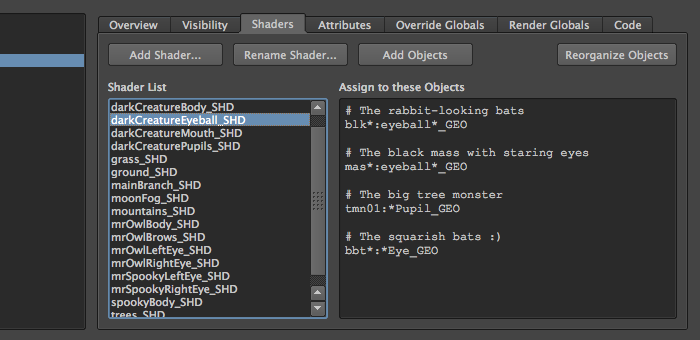 Overview Visibility Shaders Attributes Override Globals Render Globals Code
Add Shader... Rename Shader... Add Objects Reorganize Objects
Shader List
darkCreatureBody_SHD
darkCreatureEyeball_SHD
darkCreatureMouth_SHD
darkCreaturePupils_SHD
grass_SHD
ground_SHD
mainBranch_SHD
moonFog_SHD
mountains_SHD
mrOwlBody_SHD
mrOwlBrows_SHD
mrOwlLeftEye_SHD
mrOwlRightEye_SHD
mrSpookyLeftEye_SHD
mrSpookyRightEye_SHD
spookyBody_SHD
trees_SHD
Assign to these Objects
# The rabbit-looking bats
blk*:eyeball*_GEO
# The black mass with staring eyes
mas*:eyeball*_GEO
# The big tree monster
tmn01:*Pupil_GEO
# The squarish bats :)
bbt*:*Eye_GEO